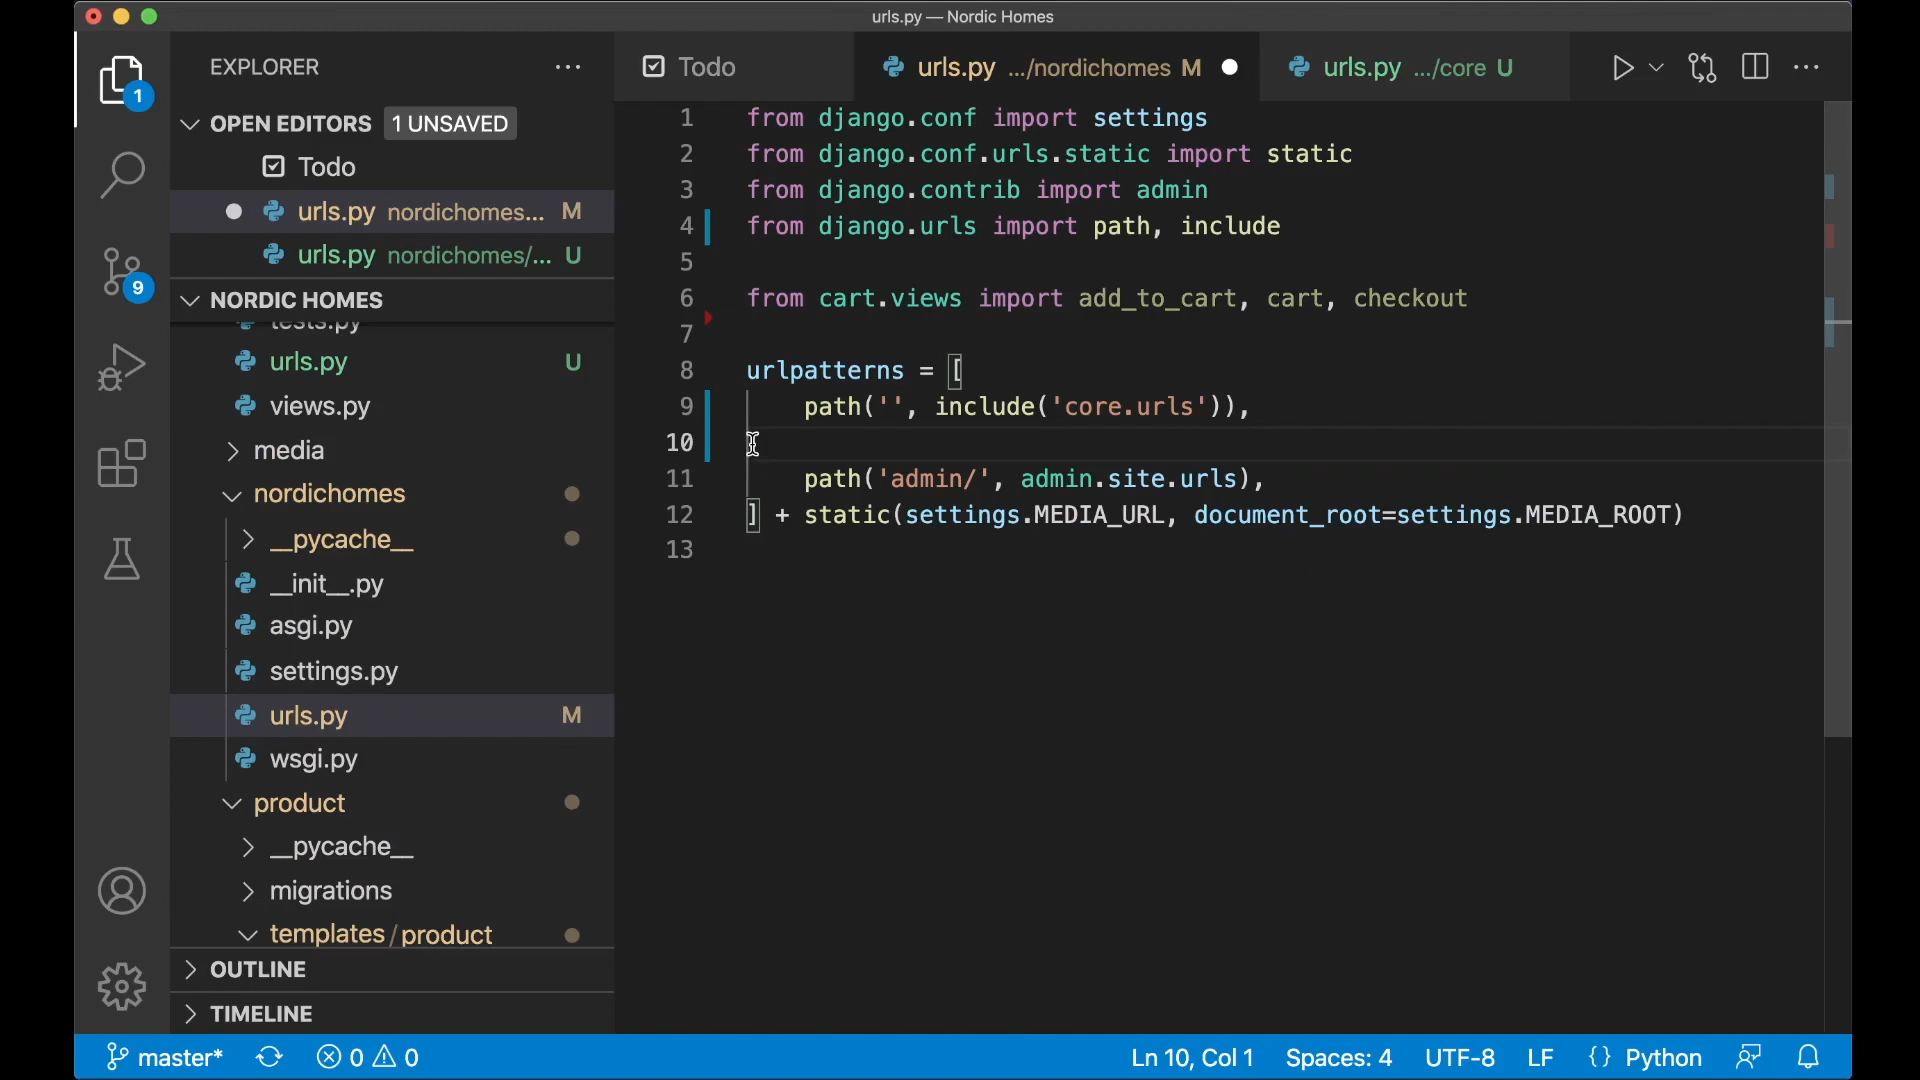 urls.py — Nordic Homes
EXPLORER
OPEN EDITORS 1 UNSAVED
Todo
urls.py nordichomes... M
urls.py nordichomes/... U
NORDIC HOMES
tests.py
urls.py U
views.py
media
nordichomes
__pycache__
__init__.py
asgi.py
settings.py
urls.py M
wsgi.py
product
__pycache__
migrations
templates / product
OUTLINE
TIMELINE
1
9
Todo
urls.py .../nordichomes M
urls.py .../core U
1 from django.conf import settings
2 from django.conf.urls.static import static
3 from django.contrib import admin
4 from django.urls import path, include
5
6 from cart.views import add_to_cart, cart, checkout
7
8 urlpatterns = [
9 path('', include('core.urls')),
10
11 path('admin/', admin.site.urls),
12 ] + static(settings.MEDIA_URL, document_root=settings.MEDIA_ROOT)
13
master* 0 0 Ln 10, Col 1 Spaces: 4 UTF-8 LF {} Python